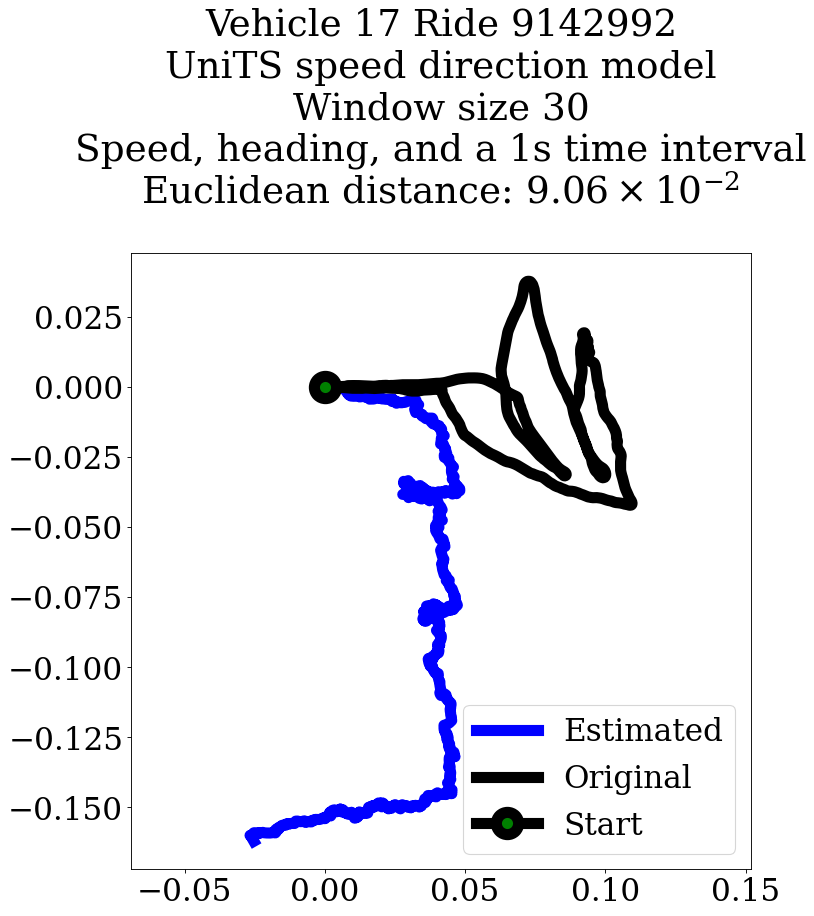 Vehicle 17 Ride 9142992
UniTS speed direction model
Window size 30
Speed, heading, and a 1s time interval
Euclidean distance: 9.06 × 10⁻²
0.025
0.000
−0.025
−0.050
−0.075
−0.100
−0.125
−0.150
Estimated
Original
Start
−0.05 0.00 0.05 0.10 0.15